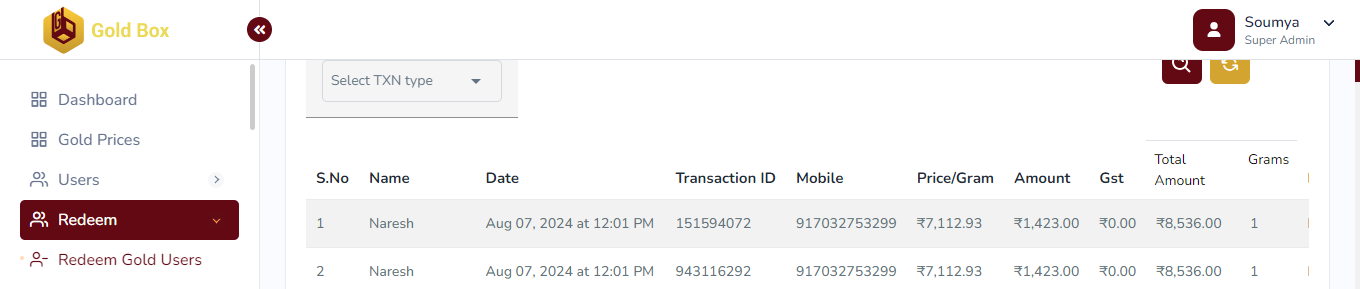 Gold Box
Soumya
Super Admin
Dashboard
Gold Prices
Users
Redeem
Redeem Gold Users
Select TXN type
S.No Name Date Transaction ID Mobile Price/Gram Amount Gst Total Amount Grams
1 Naresh Aug 07, 2024 at 12:01 PM 151594072 917032753299 ₹7,112.93 ₹1,423.00 ₹0.00 ₹8,536.00 1
2 Naresh Aug 07, 2024 at 12:01 PM 943116292 917032753299 ₹7,112.93 ₹1,423.00 ₹0.00 ₹8,536.00 1